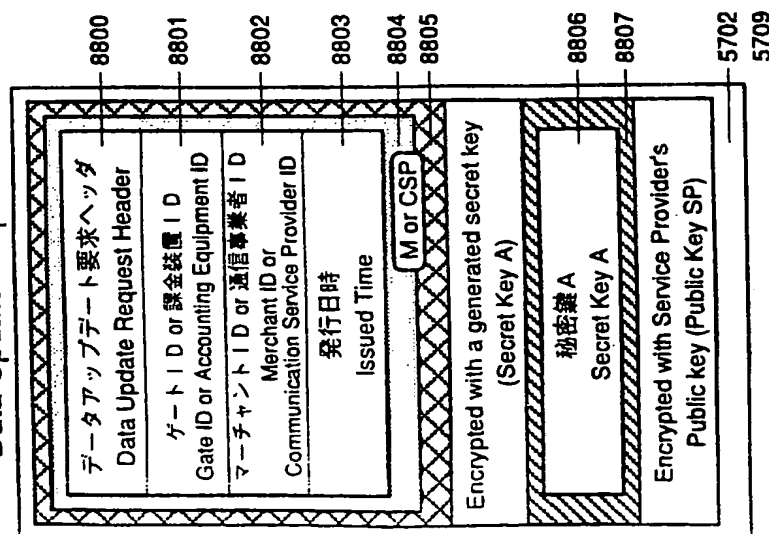 データアップデート要求ヘッダ
Data Update Request Header
8800
ゲートID or 課金装置ID
Gate ID or Accounting Equipment ID
8801
マーチャントID or 通信事業者ID
Merchant ID or
Communication Service Provider ID
8802
発行日時
Issued Time
8803
M or CSP
8804
8805
Encrypted with a generated secret key
(Secret Key A)
秘密鍵A
Secret Key A
8806
8807
Encrypted with Service Provider's
Public key (Public Key SP)
5702
5709